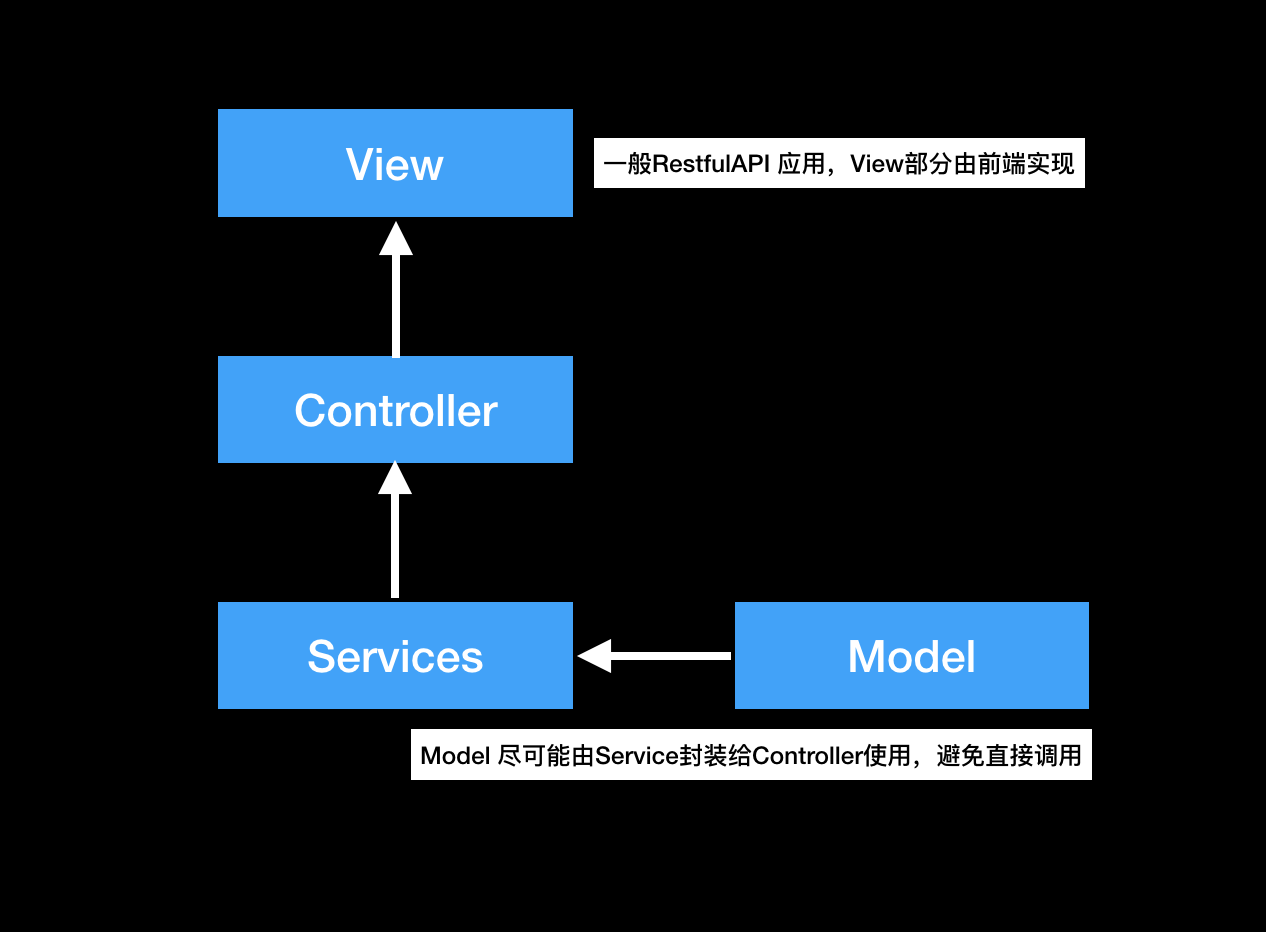 View
一般RestfulAPI 应用，View部分由前端实现
Controller
Services
Model
Model 尽可能由Service封装给Controller使用，避免直接调用